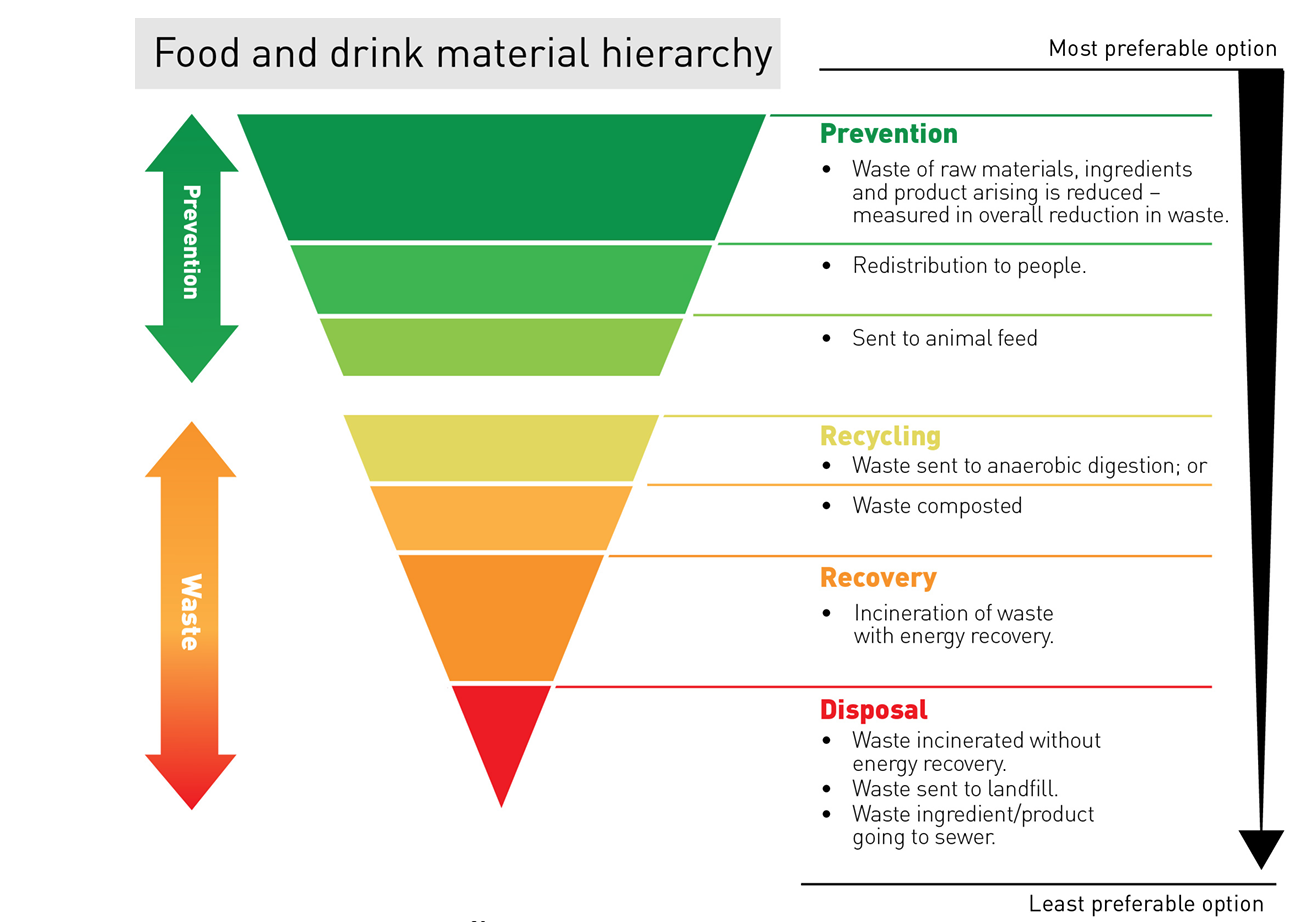 Food and drink material hierarchy
Most preferable option
Prevention
Prevention
• Waste of raw materials, ingredients
and product arising is reduced –
measured in overall reduction in waste.
• Redistribution to people.
• Sent to animal feed
Waste
Recycling
• Waste sent to anaerobic digestion; or
• Waste composted
Recovery
• Incineration of waste
with energy recovery.
Disposal
• Waste incinerated without
energy recovery.
• Waste sent to landfill.
• Waste ingredient/product
going to sewer.
Least preferable option